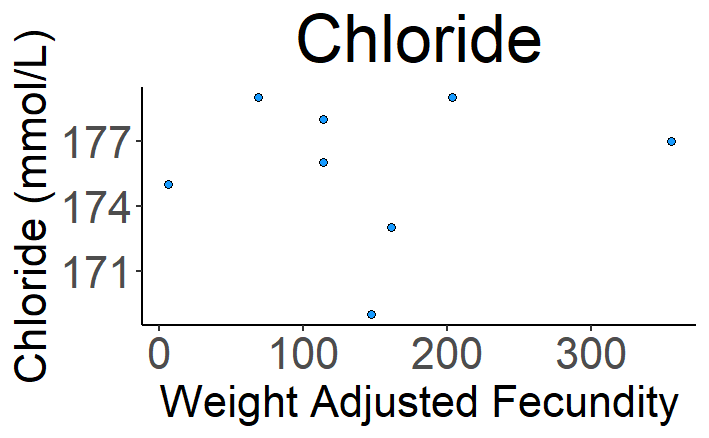 Chloride
Chloride (mmol/L)
177
174
171
0 100 200 300
Weight Adjusted Fecundity